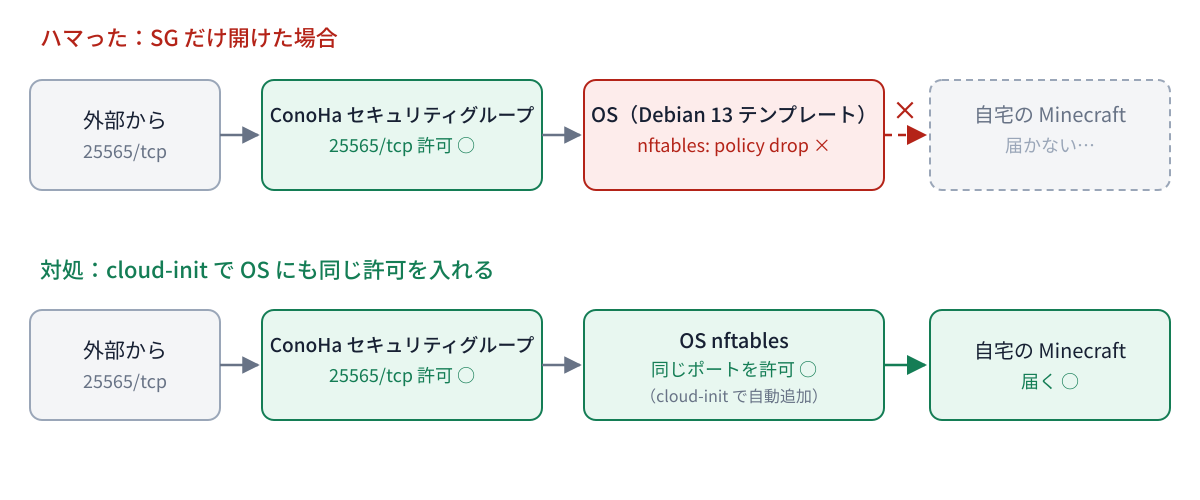 ハマった：SG だけ開けた場合
外部から
25565/tcp
ConoHa セキュリティグループ
25565/tcp 許可 ○
OS（Debian 13 テンプレート）
nftables: policy drop ×
×
自宅の Minecraft
届かない…
対処：cloud-init で OS にも同じ許可を入れる
外部から
25565/tcp
ConoHa セキュリティグループ
25565/tcp 許可 ○
OS nftables
同じポートを許可 ○
（cloud-init で自動追加）
自宅の Minecraft
届く ○